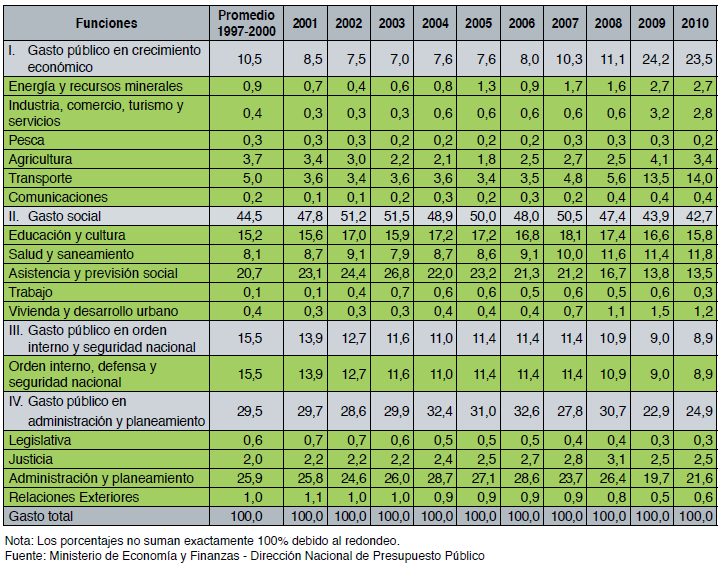 Funciones Promedio 1997-2000 2001 2002 2003 2004 2005 2006 2007 2008 2009 2010
I. Gasto público en crecimiento
económico 10,5 8,5 7,5 7,0 7,6 7,6 8,0 10,3 11,1 24,2 23,5
Energía y recursos minerales 0,9 0,7 0,4 0,6 0,8 1,3 0,9 1,7 1,6 2,7 2,7
Industria, comercio, turismo y
servicios 0,4 0,3 0,3 0,3 0,6 0,6 0,6 0,6 0,6 3,2 2,8
Pesca 0,3 0,3 0,3 0,2 0,2 0,2 0,2 0,3 0,3 0,3 0,2
Agricultura 3,7 3,4 3,0 2,2 2,1 1,8 2,5 2,7 2,5 4,1 3,4
Transporte 5,0 3,6 3,4 3,6 3,6 3,4 3,5 4,8 5,6 13,5 14,0
Comunicaciones 0,2 0,1 0,1 0,2 0,3 0,2 0,3 0,2 0,4 0,4 0,4
II. Gasto social 44,5 47,8 51,2 51,5 48,9 50,0 48,0 50,5 47,4 43,9 42,7
Educación y cultura 15,2 15,6 17,0 15,9 17,2 17,2 16,8 18,1 17,4 16,6 15,8
Salud y saneamiento 8,1 8,7 9,1 7,9 8,7 8,6 9,1 10,0 11,6 11,4 11,8
Asistencia y previsión social 20,7 23,1 24,4 26,8 22,0 23,2 21,3 21,2 16,7 13,8 13,5
Trabajo 0,1 0,1 0,4 0,7 0,6 0,6 0,6 0,5 0,5 0,6 0,3
Vivienda y desarrollo urbano 0,4 0,3 0,3 0,3 0,4 0,4 0,4 0,7 1,1 1,5 1,2
III. Gasto público en orden
interno y seguridad nacional 15,5 13,9 12,7 11,6 11,0 11,4 11,4 11,4 10,9 9,0 8,9
Orden interno, defensa y
seguridad nacional 15,5 13,9 12,7 11,6 11,0 11,4 11,4 11,4 10,9 9,0 8,9
IV. Gasto público en
administración y planeamiento 29,5 29,7 28,6 29,9 32,4 31,0 32,6 27,8 30,7 22,9 24,9
Legislativa 0,6 0,7 0,7 0,6 0,5 0,5 0,5 0,4 0,4 0,3 0,3
Justicia 2,0 2,2 2,2 2,2 2,4 2,5 2,7 2,8 3,1 2,5 2,5
Administración y planeamiento 25,9 25,8 24,6 26,0 28,7 27,1 28,6 23,7 26,4 19,7 21,6
Relaciones Exteriores 1,0 1,1 1,0 1,0 0,9 0,9 0,9 0,9 0,8 0,5 0,6
Gasto total 100,0 100,0 100,0 100,0 100,0 100,0 100,0 100,0 100,0 100,0 100,0
Nota: Los porcentajes no suman exactamente 100% debido al redondeo.
Fuente: Ministerio de Economía y Finanzas - Dirección Nacional de Presupuesto Público